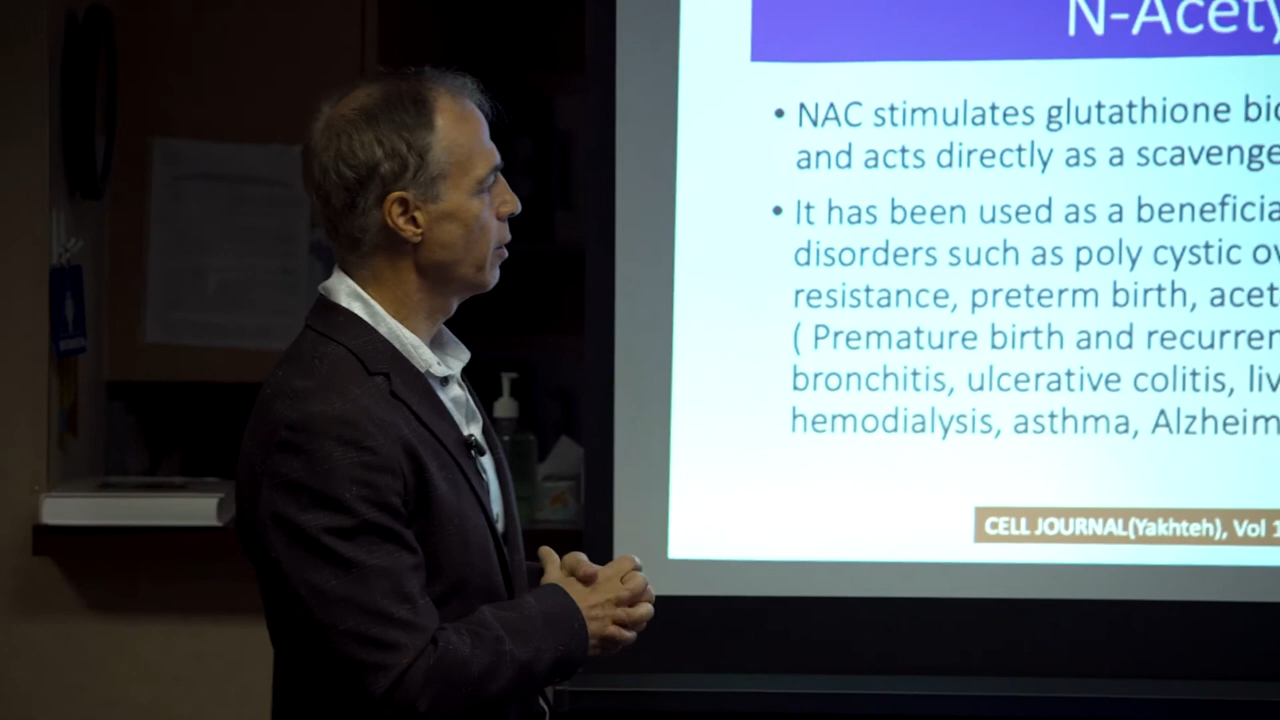 N-Acety
• NAC stimulates glutathione bio
and acts directly as a scavenge
• It has been used as a beneficia
disorders such as poly cystic ov
resistance, preterm birth, acet
( Premature birth and recurren
bronchitis, ulcerative colitis, liv
hemodialysis, asthma, Alzheim
CELL JOURNAL(Yakhteh), Vol 1